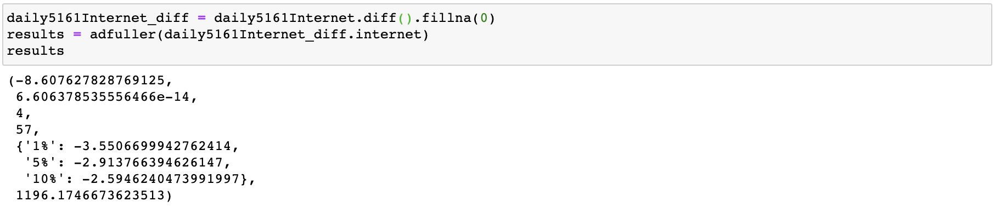 daily5161Internet_diff = daily5161Internet.diff().fillna(0)
results = adfuller(daily5161Internet_diff.internet)
results
(-8.607627828769125,
6.606378535556466e-14,
4,
57,
{'1%': -3.5506699942762414,
'5%': -2.913766394626147,
'10%': -2.5946240473991997},
1196.1746673623513)